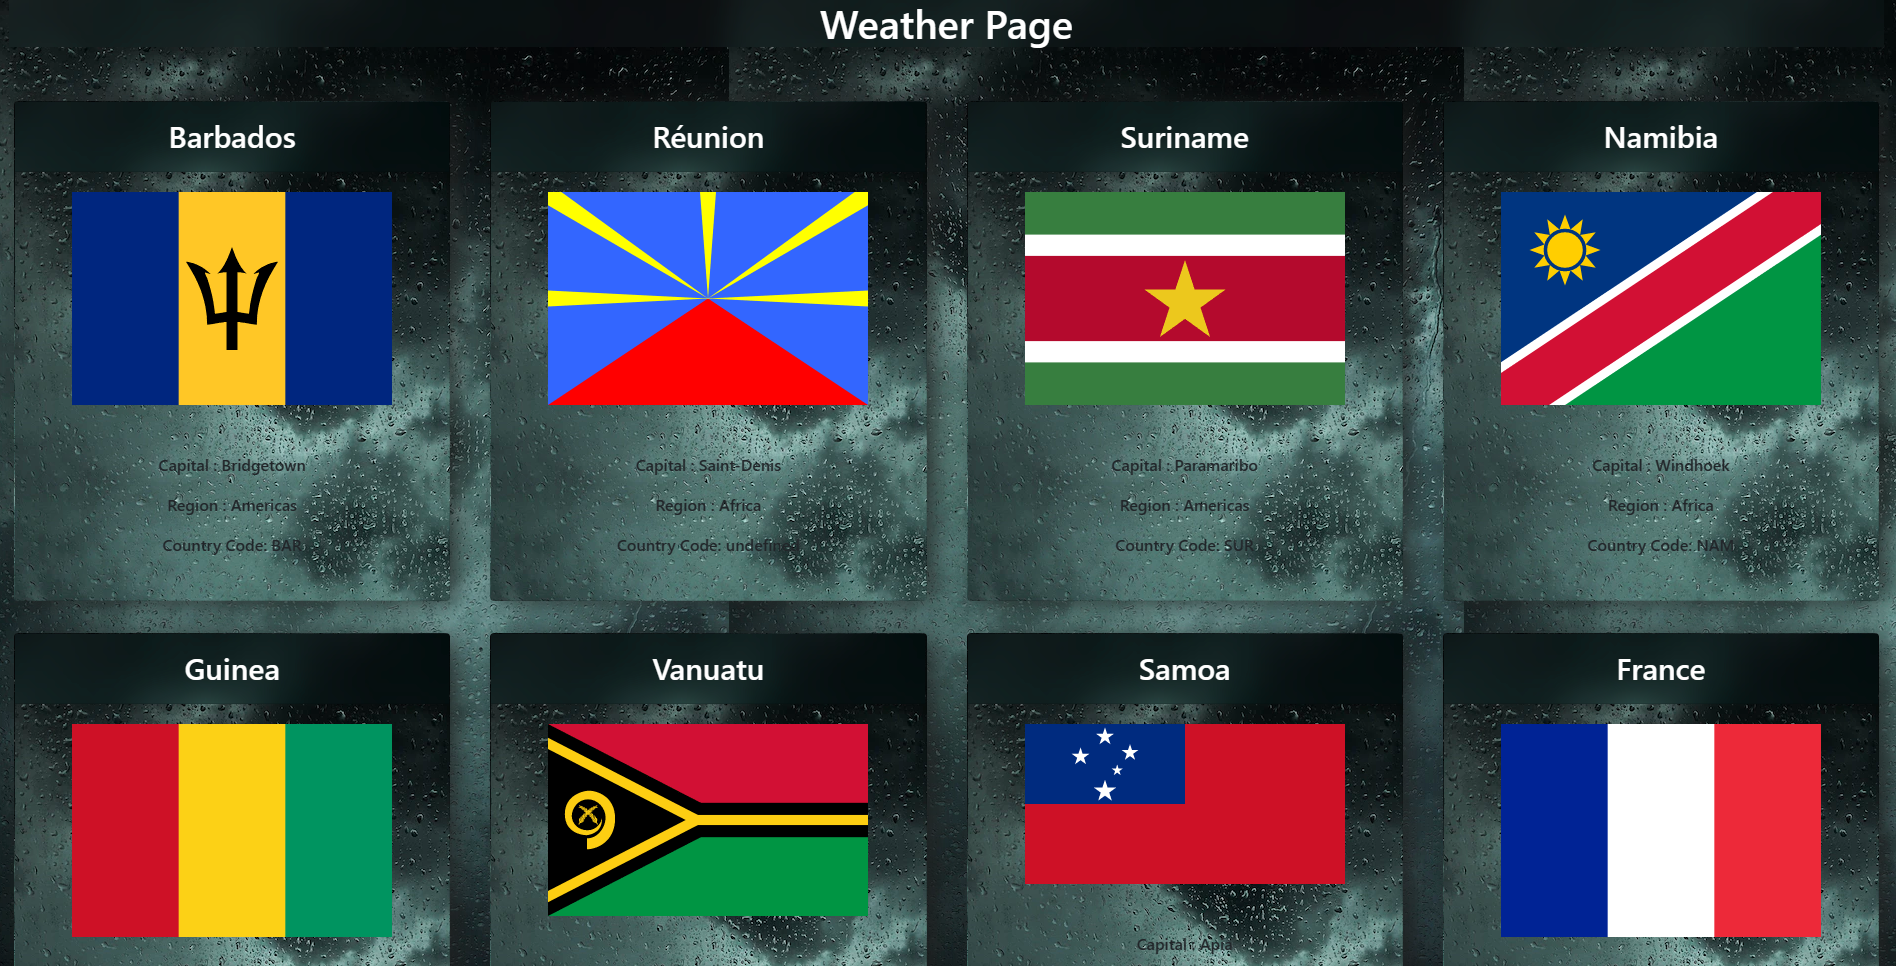 Weather Page
Barbados
Capital : Bridgetown
Region : Americas
Country Code: BAR
Réunion
Capital : Saint-Denis
Region : Africa
Country Code: undefined
Suriname
Capital : Paramaribo
Region : Americas
Country Code: SUR
Namibia
Capital : Windhoek
Region : Africa
Country Code: NAM
Guinea
Vanuatu
Samoa
Capital : Apia
France